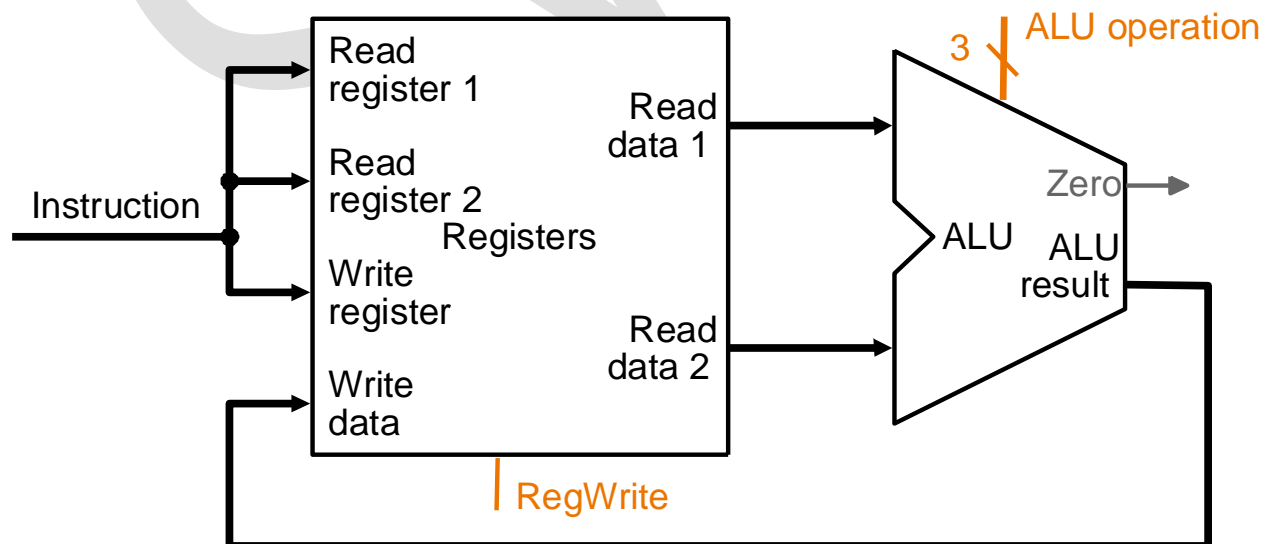 Instruction
Read
register 1
Read
register 2
Registers
Write
register
Write
data
Read
data 1
Read
data 2
RegWrite
3
ALU operation
Zero
ALU
ALU
result